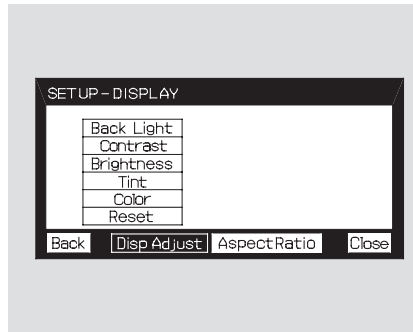 SETUP-DISPLAY
Back Light
Contrast
Brightness
Tint
Color
Reset
Back Disp Adjust AspectRatio Close